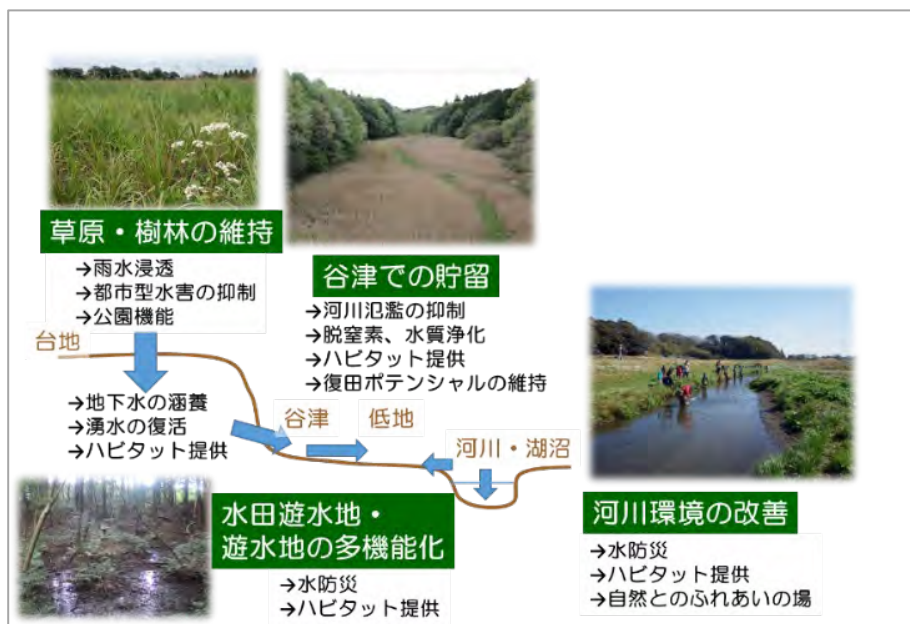 草原・樹林の維持
→雨水浸透
→都市型水害の抑制
→公園機能
台地
→地下水の涵養
→湧水の復活
→ハビタット提供
谷津での貯留
→河川氾濫の抑制
→脱窒素、水質浄化
→ハビタット提供
→復田ポテンシャルの維持
谷津
低地
河川・湖沼
水田遊水地・
遊水地の多機能化
→水防災
→ハビタット提供
河川環境の改善
→水防災
→ハビタット提供
→自然とのふれあいの場